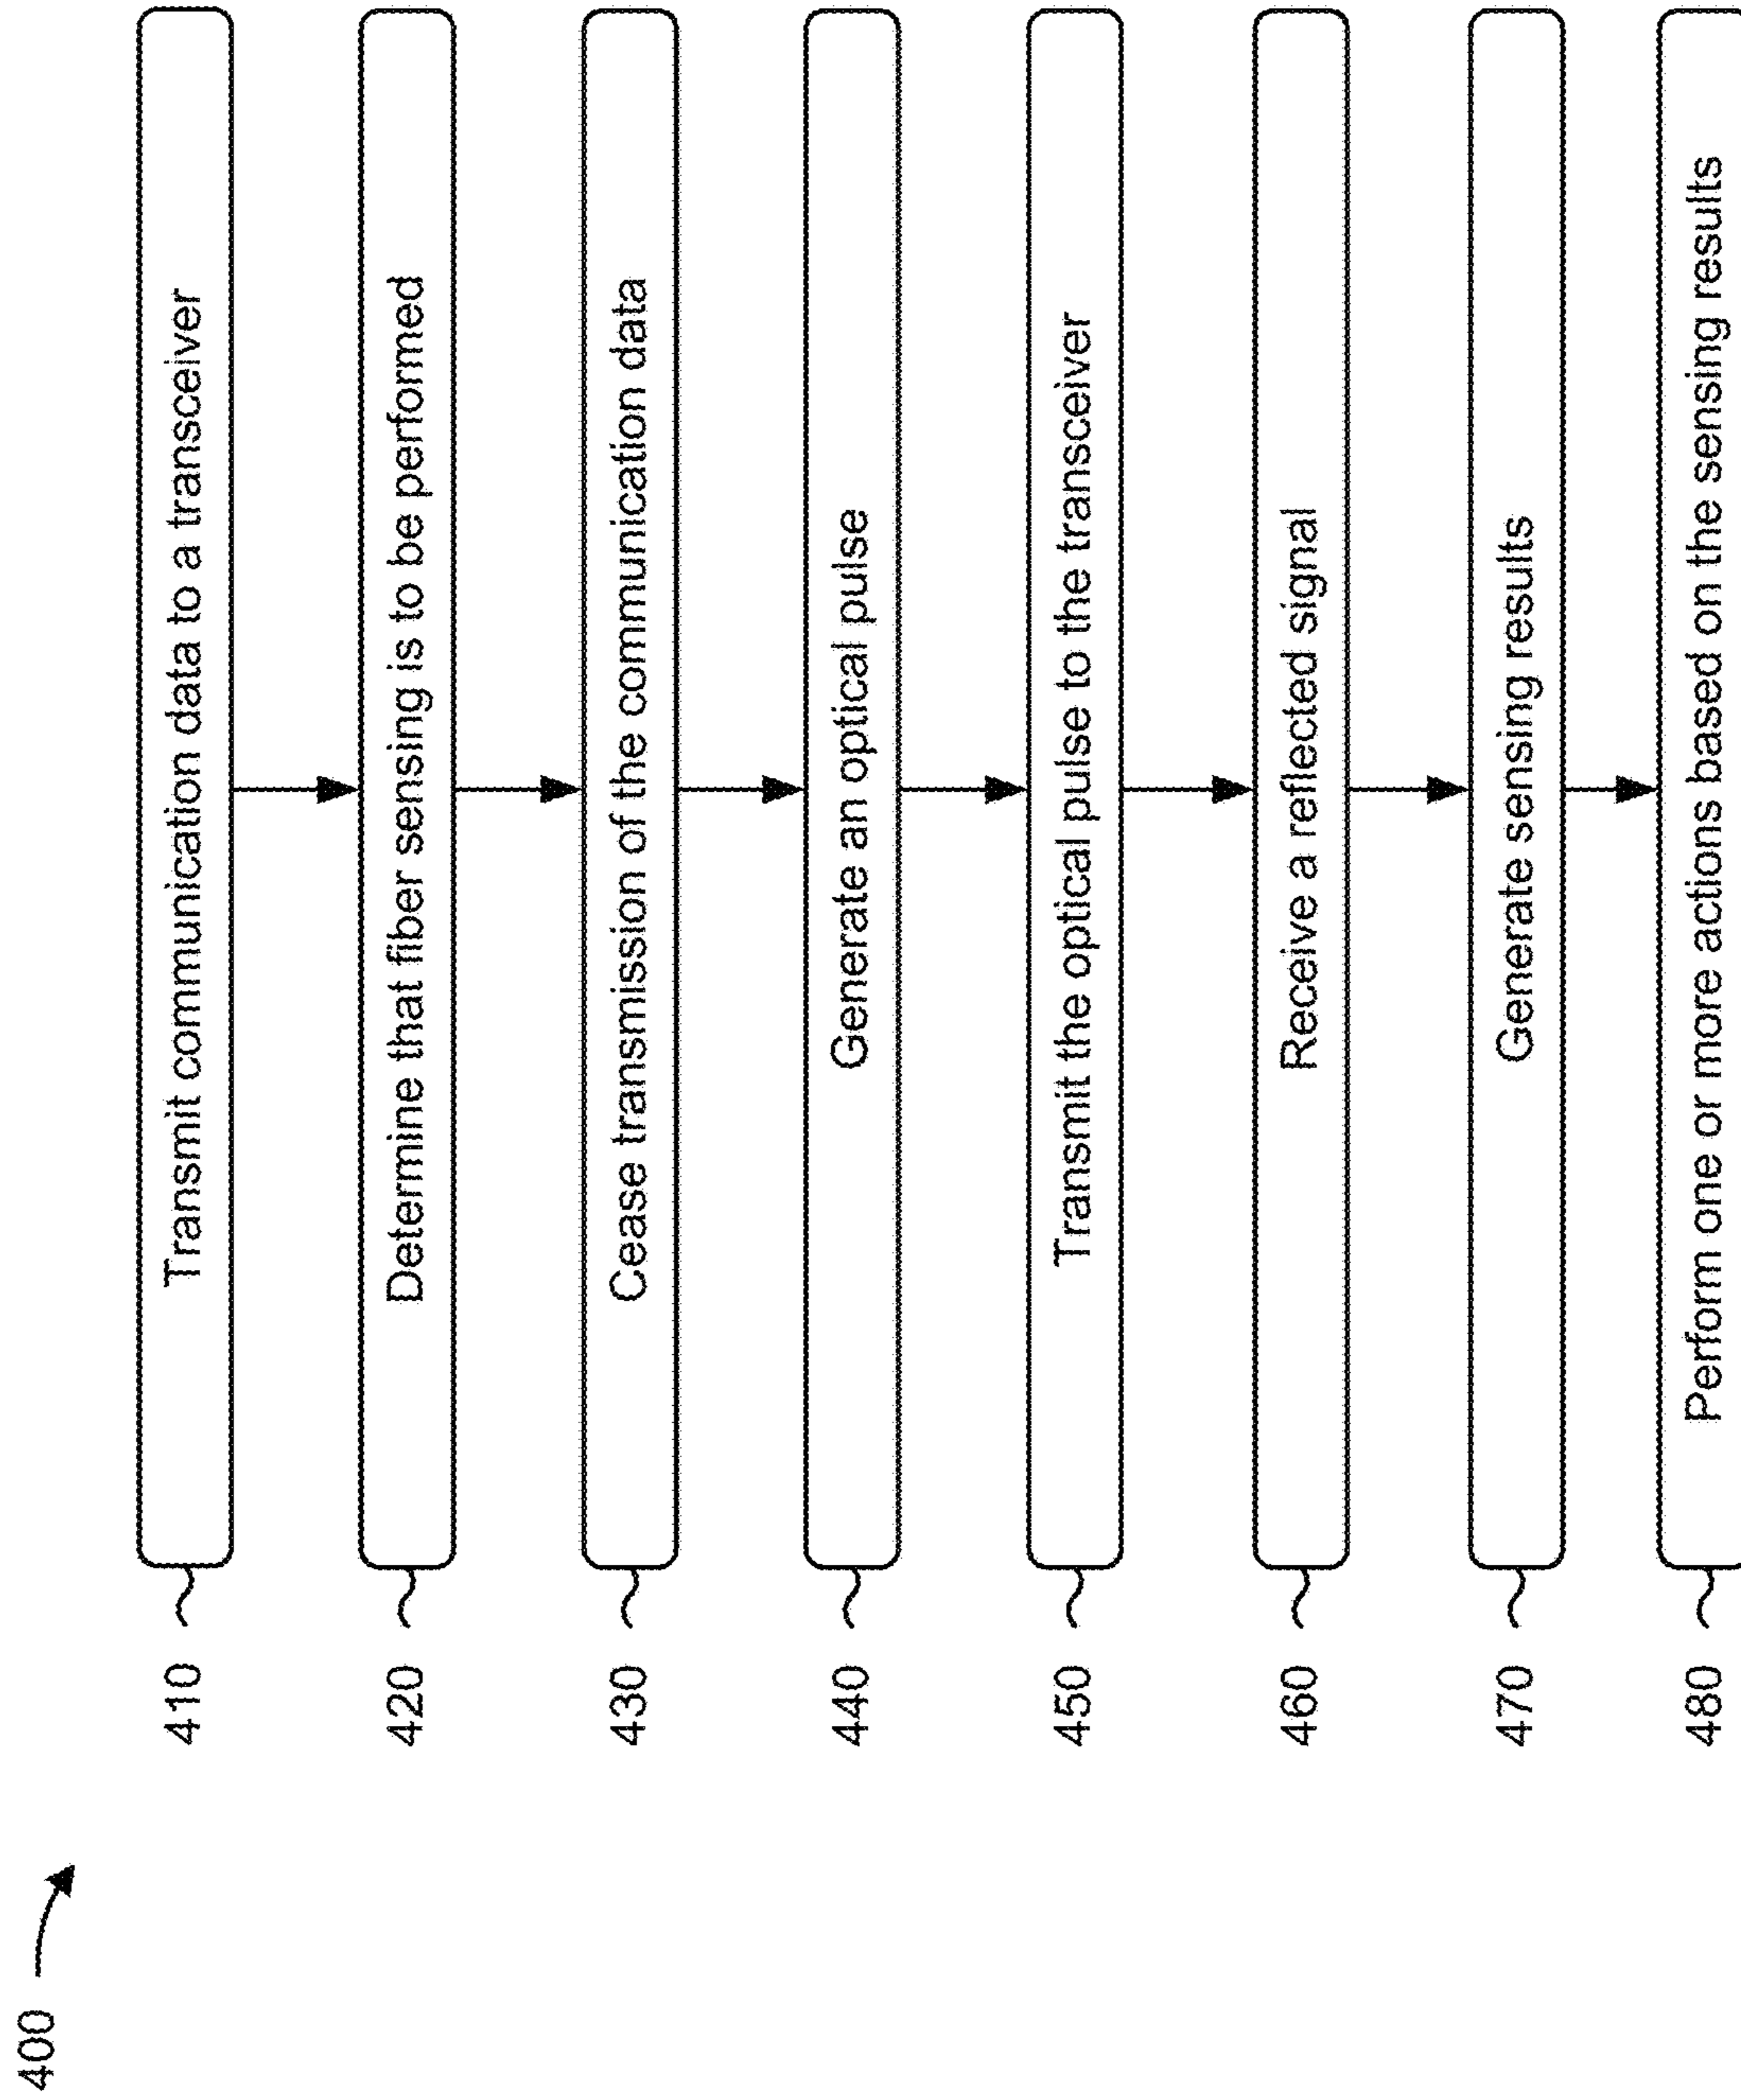 400
410 Transmit communication data to a transceiver
420 Determine that fiber sensing is to be performed
430 Cease transmission of the communication data
440 Generate an optical pulse
450 Transmit the optical pulse to the transceiver
460 Receive a reflected signal
470 Generate sensing results
480 Perform one or more actions based on the sensing results